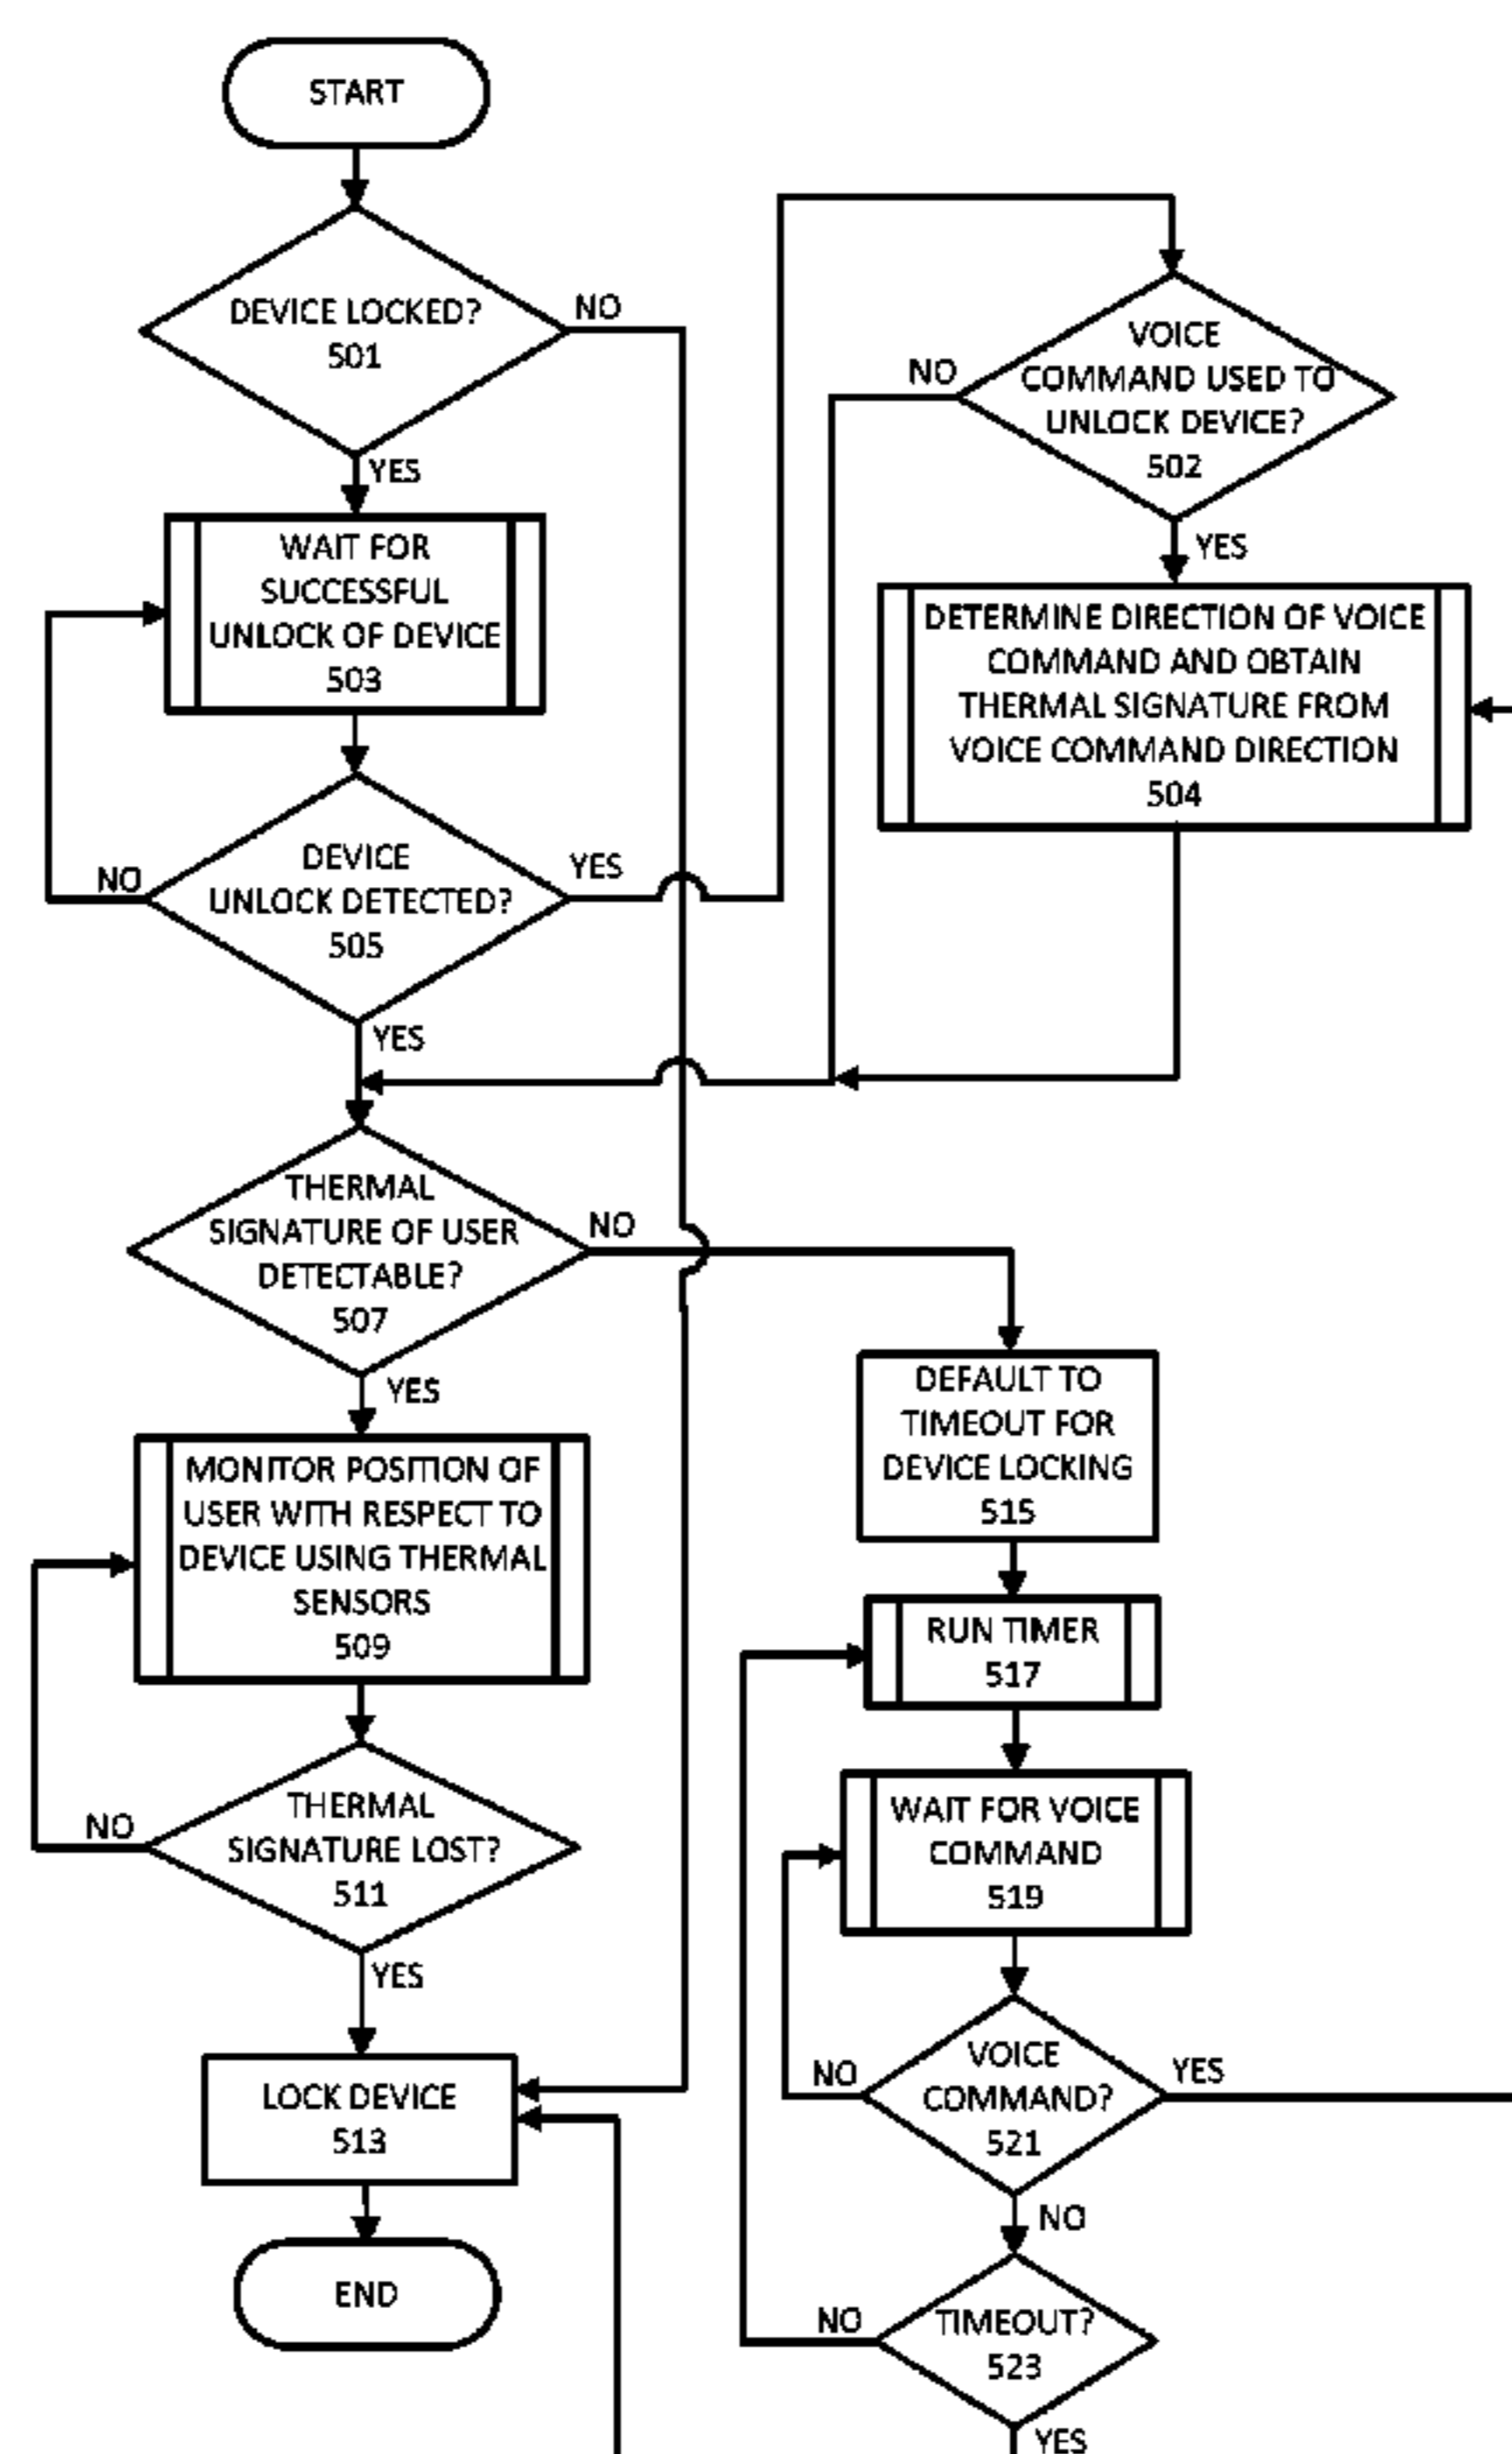 START
DEVICE LOCKED?
501
NO
YES
WAIT FOR
SUCCESSFUL
UNLOCK OF DEVICE
503
DEVICE
UNLOCK DETECTED?
505
NO
YES
YES
VOICE
COMMAND USED TO
UNLOCK DEVICE?
502
NO
YES
DETERMINE DIRECTION OF VOICE
COMMAND AND OBTAIN
THERMAL SIGNATURE FROM
VOICE COMMAND DIRECTION
504
THERMAL
SIGNATURE OF USER
DETECTABLE?
507
NO
YES
MONITOR POSITION OF
USER WITH RESPECT TO
DEVICE USING THERMAL
SENSORS
509
THERMAL
SIGNATURE LOST?
511
NO
YES
LOCK DEVICE
513
END
DEFAULT TO
TIMEOUT FOR
DEVICE LOCKING
515
RUN TIMER
517
WAIT FOR VOICE
COMMAND
519
VOICE
COMMAND?
521
NO
YES
NO
TIMEOUT?
523
NO
YES